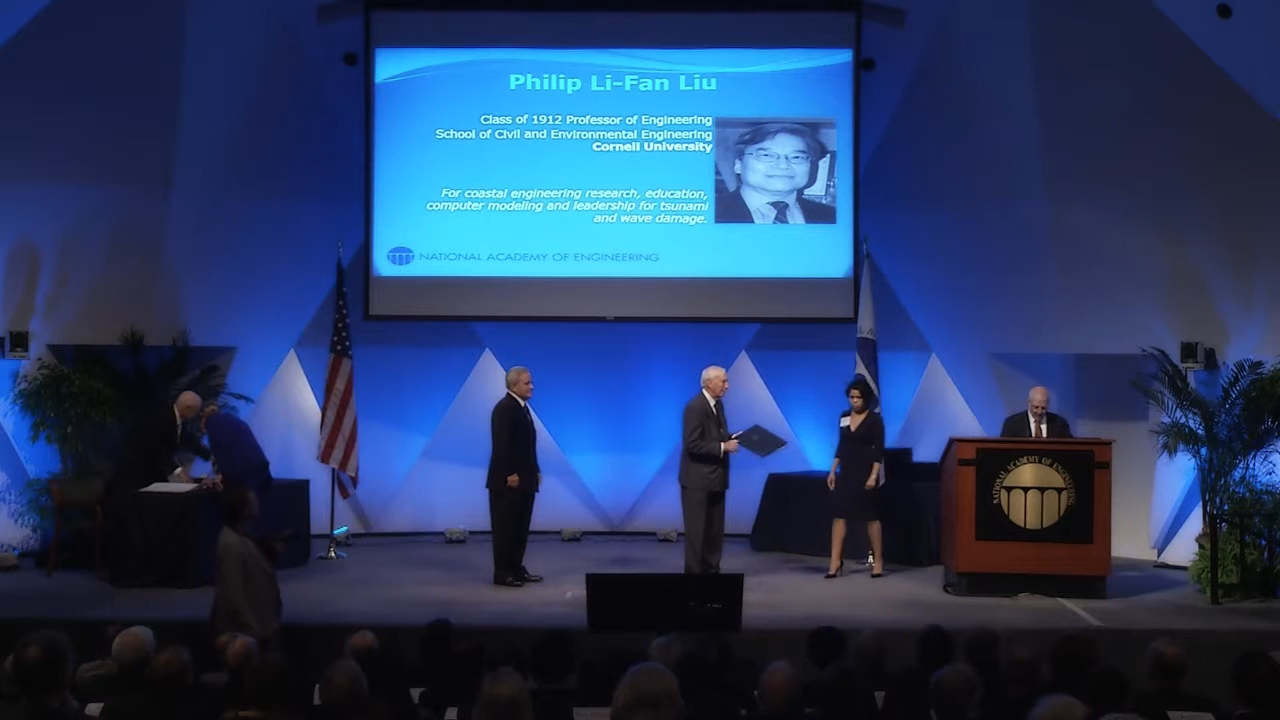 Philip Li-Fan Liu
Class of 1912 Professor of Engineering
School of Civil and Environmental Engineering
Cornell University
For coastal engineering research, education,
computer modeling and leadership for tsunami
and wave damage.
NATIONAL ACADEMY OF ENGINEERING
NATIONAL ACADEMY OF ENGINEERING